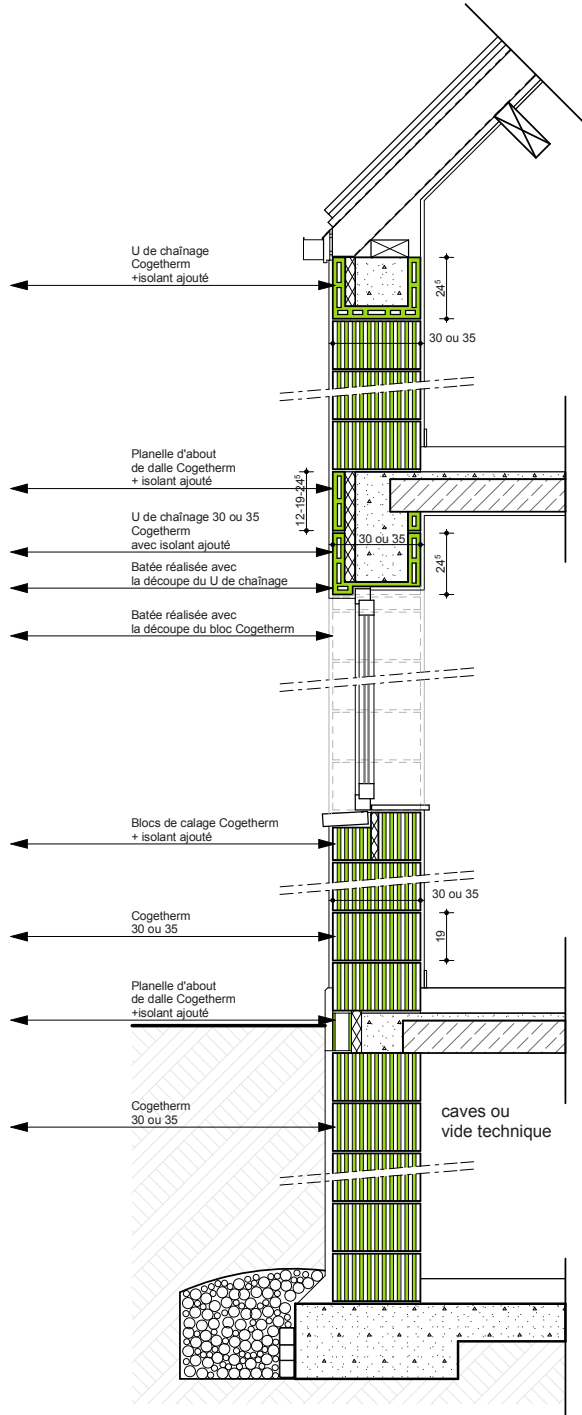 U de chaînage
Cogetherm
+isolant ajouté
24⁵
30 ou 35
Planelle d'about
de dalle Cogetherm
+ isolant ajouté
12-19-24⁵
U de chaînage 30 ou 35
Cogetherm
avec isolant ajouté
30 ou 35
24⁵
Batée réalisée avec
la découpe du U de chaînage
Batée réalisée avec
la découpe du bloc Cogetherm
Blocs de calage Cogetherm
+ isolant ajouté
30 ou 35
Cogetherm
30 ou 35
19
Planelle d'about
de dalle Cogetherm
+isolant ajouté
Cogetherm
30 ou 35
caves ou
vide technique